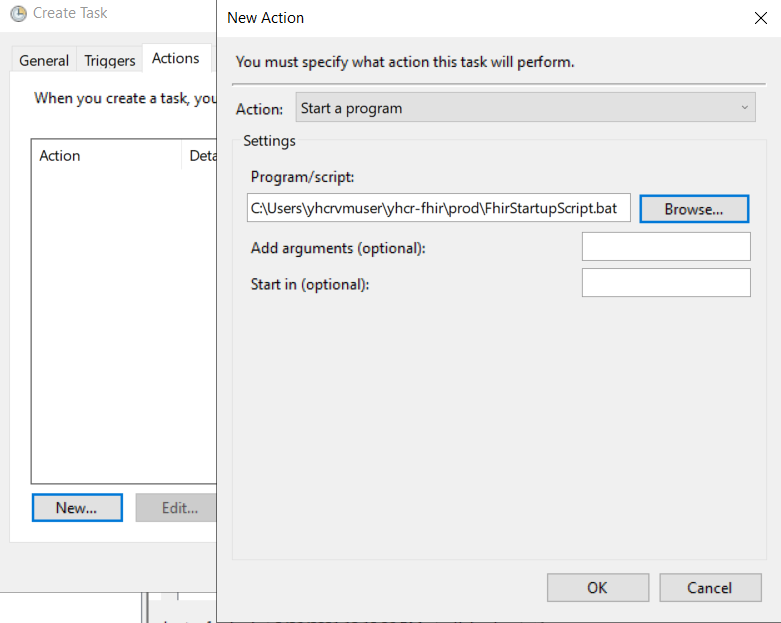 Create Task
New Action
General
Triggers
Actions
You must specify what action this task will perform.
When you create a task, you
Action:
Start a program
Settings
Action
Deta
Program/script:
C:\Users\yhcrvmuser\yhcr-fhir\prod\FhirStartupScript.bat
Browse...
Add arguments (optional):
Start in (optional):
New...
Edit...
OK
Cancel